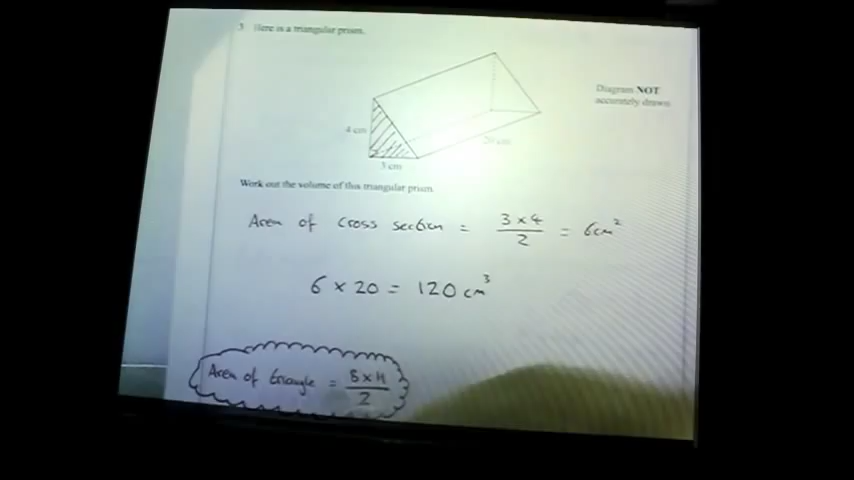 3 Here is a triangular prism.
Diagram NOT
accurately drawn
4 cm
20 cm
3 cm
Work out the volume of this triangular prism.
Area of cross section = 3 × 4 / 2 = 6cm²
6 × 20 = 120 cm³
Area of triangle = B × H / 2